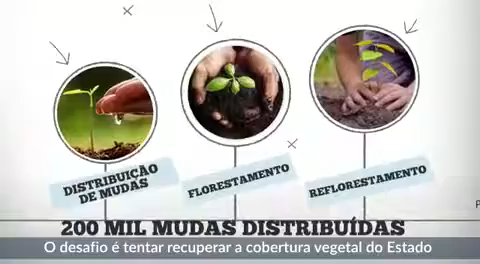 DISTRIBUIÇÃO
DE MUDAS
FLORESTAMENTO
REFLORESTAMENTO
200 MIL MUDAS DISTRIBUÍDAS
O desafio é tentar recuperar a cobertura vegetal do Estado